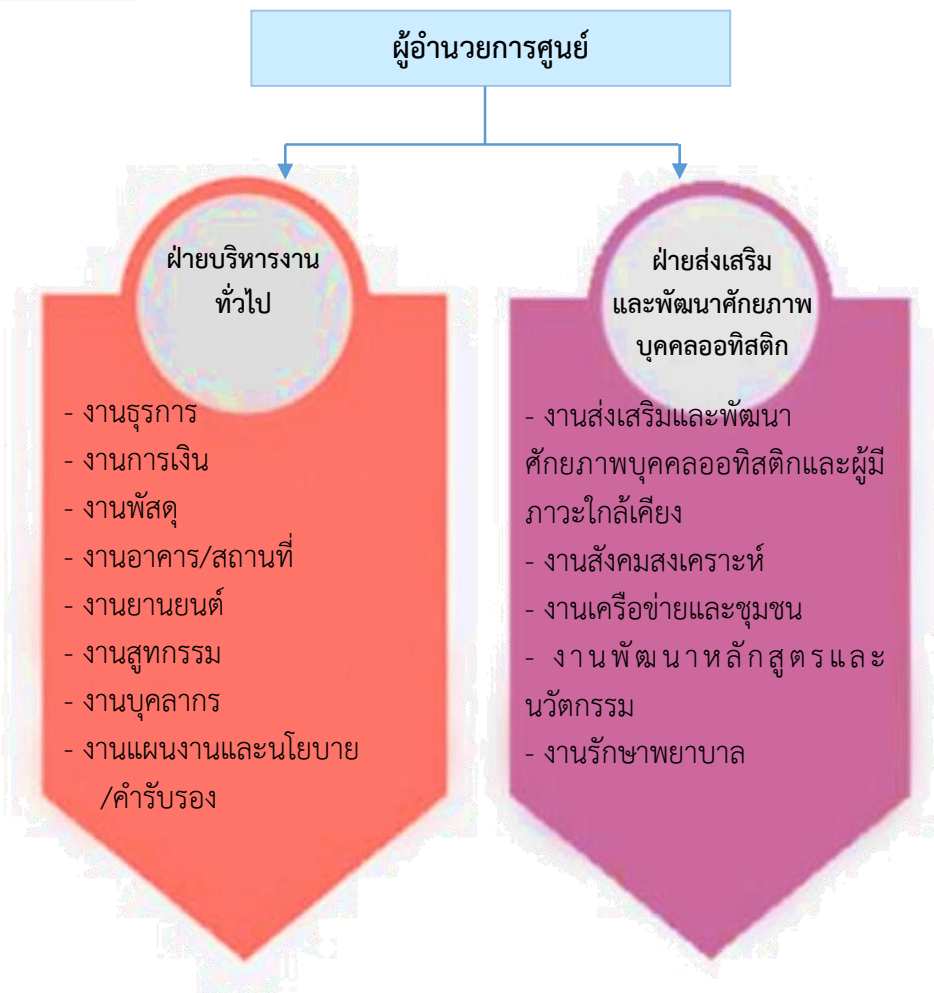 ผู้อำนวยการศูนย์
ฝ่ายบริหารงาน
ทั่วไป
- งานธุรการ
- งานการเงิน
- งานพัสดุ
- งานอาคาร/สถานที่
- งานยานยนต์
- งานสูทกรรม
- งานบุคลากร
- งานแผนงานและนโยบาย
/คำรับรอง
ฝ่ายส่งเสริม
และพัฒนาศักยภาพ
บุคคลออทิสติก
- งานส่งเสริมและพัฒนา
ศักยภาพบุคคลออทิสติกและผู้มี
ภาวะใกล้เคียง
- งานสังคมสงเคราะห์
- งานเครือข่ายและชุมชน
- งานพัฒนาหลักสูตรและ
นวัตกรรม
- งานรักษาพยาบาล